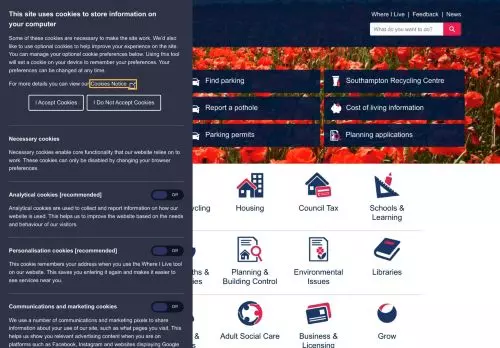 This site uses cookies to store information on
your computer
Some of these cookies are necessary to make the site work. We'd also
like to use optional cookies to help improve your experience on the site.
You can manage your optional cookie preferences below. Using this tool
will set a cookie on your device to remember your preferences. Your
preferences can be changed at any time.
For more details you can view our Cookies Notice
I Accept Cookies
I Do Not Accept Cookies
Necessary cookies
Necessary cookies enable core functionality that our website relies on to
work. These cookies can only be disabled by changing your browser
preferences.
Analytical cookies [recommended]
Off
Analytical cookies are used to collect and report information on how our
website is used. This helps us to improve the website based on the needs
and behaviour of our visitors.
Personalisation cookies [recommended]
Off
This cookie remembers your address when you use the Where I Live tool
on our website. This saves you entering it again and makes it easier to
see services near you.
Communications and marketing cookies
Off
We use a number of communications and marketing pixels to share
information about your use of our site, such as what pages you visit. This
helps us show you relevant advertising content when you are on
platforms such as Facebook, Instagram and websites displaying Google
Where I Live | Feedback | News
What do you want to do?
Find parking
Southampton Recycling Centre
Report a pothole
Cost of living information
Parking permits
Planning applications
cycling
Housing
Council Tax
Schools &
Learning
ths &
es
Planning &
Building Control
Environmental
Issues
Libraries
&
s
Adult Social Care
Business &
Licensing
Grow